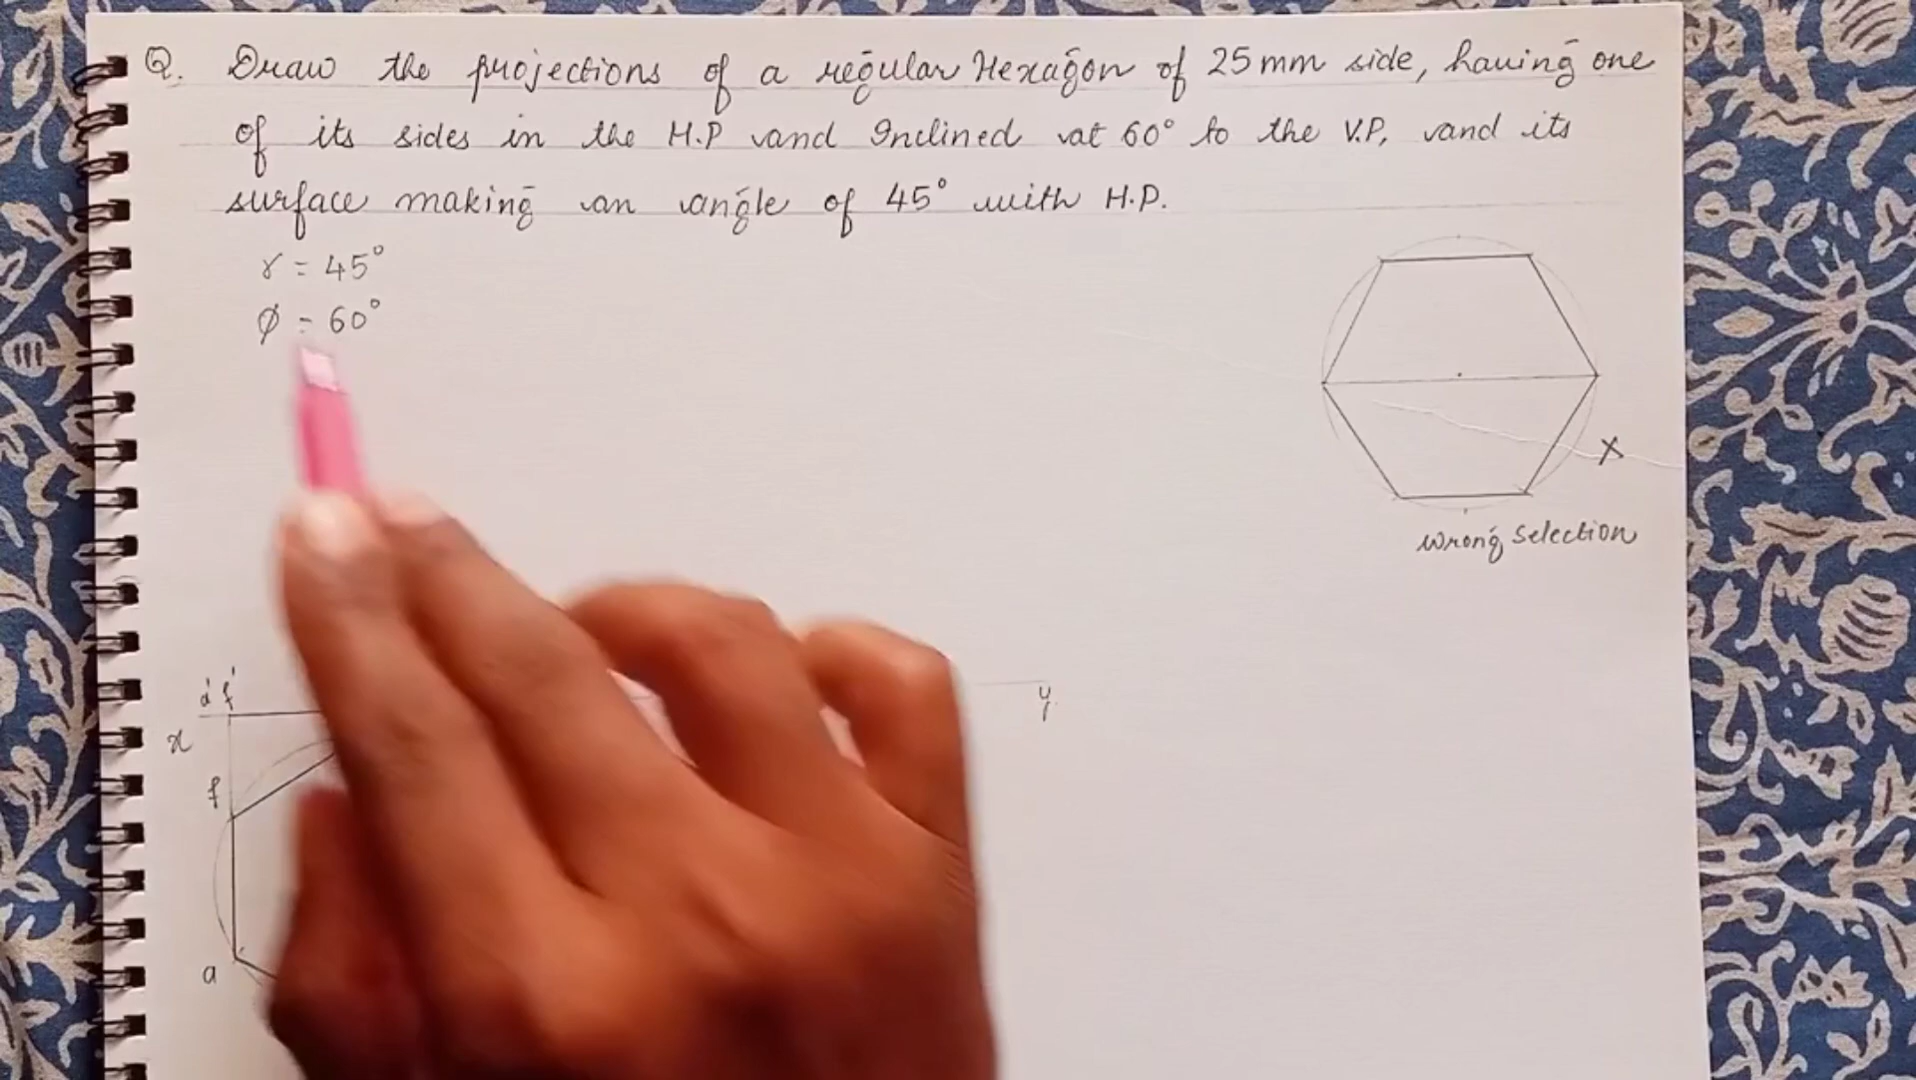 Q. Draw the projections of a regular Hexagon of 25mm side, having one
of its sides in the H.P and Inclined at 60° to the V.P, and its
surface making an angle of 45° with H.P.
γ = 45°
φ = 60°
X
wrong selection
a' f'
x
y
f
a